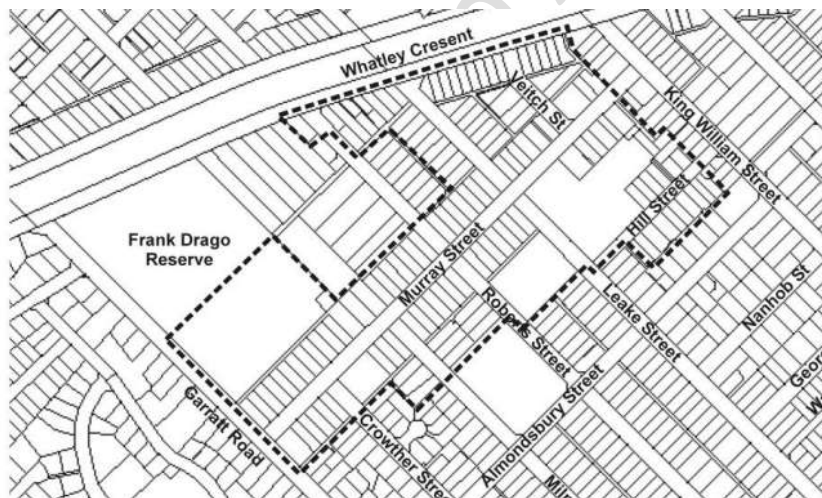 Whatley Cresent
Veitch St
King William Street
Frank Drago
Reserve
Hill Street
Murray Street
Roberts Street
Leake Street
Nanhob St
Garratt Road
Crowther Street
Almondsbury Street